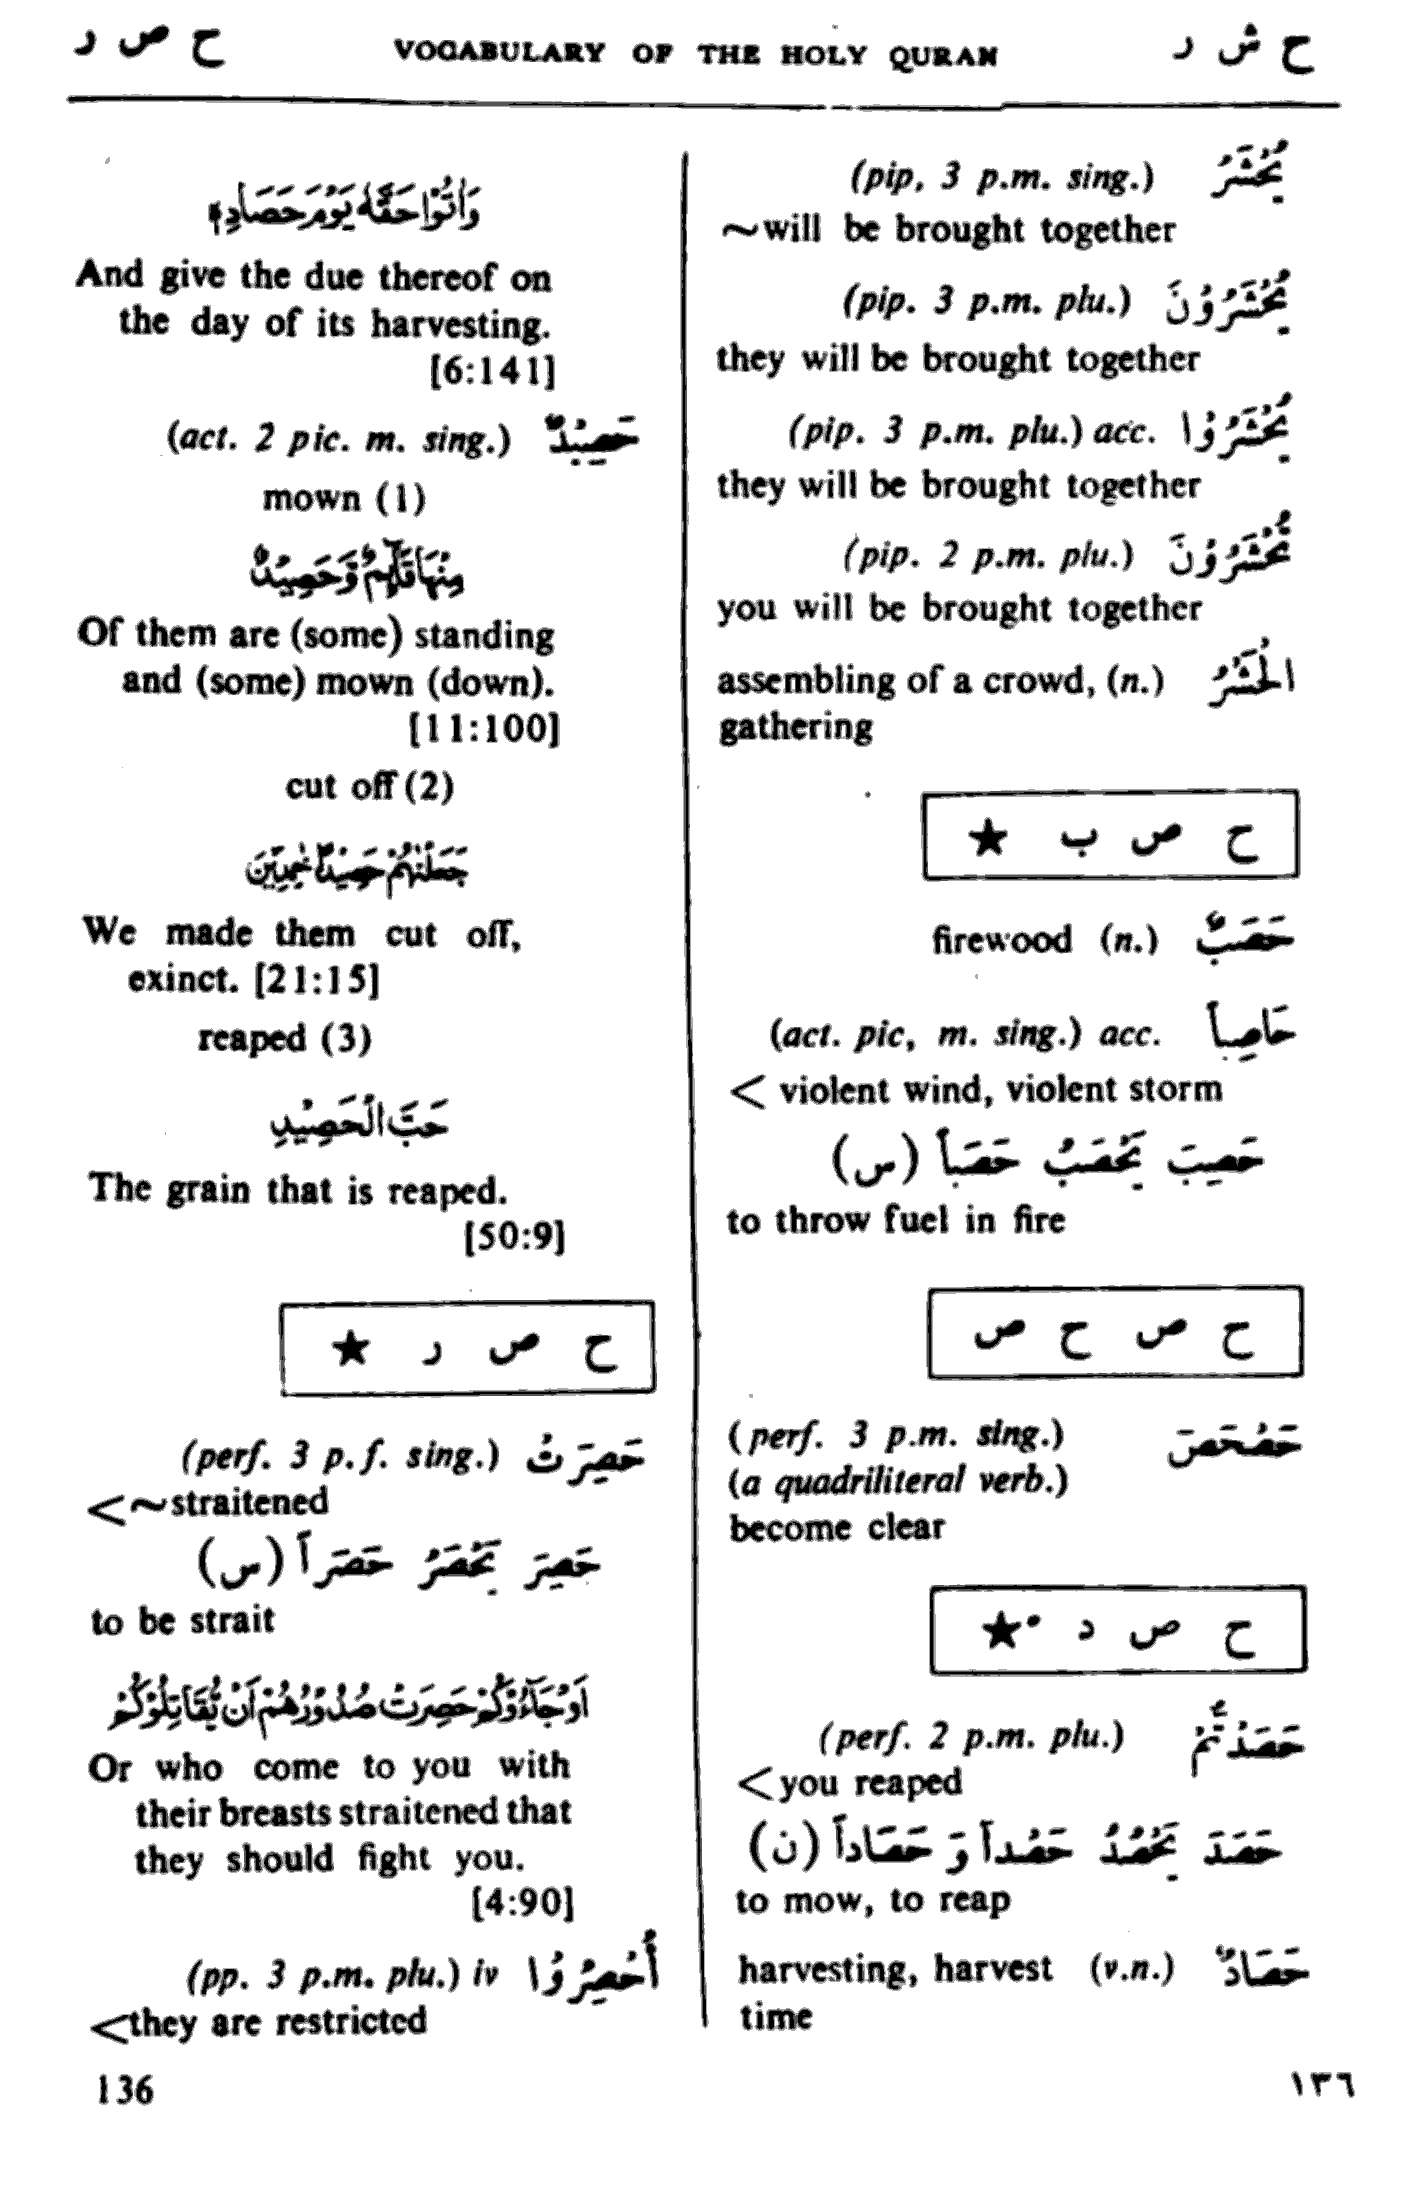 ح ش ر VOCABULARY OF THE HOLY QURAN ح ص ر
يُحْشَرُ (pip, 3 p.m. sing.)
~will be brought together
يُحْشَرُوْنَ (pip. 3 p.m. plu.)
they will be brought together
يُحْشَرُوْا (pip. 3 p.m. plu.) acc.
they will be brought together
تُحْشَرُوْنَ (pip. 2 p.m. plu.)
you will be brought together
الْحَشْرُ assembling of a crowd, (n.)
gathering
ح ص ب ★
حَصَبٌ firewood (n.)
حَاصِباً (act. pic, m. sing.) acc.
< violent wind, violent storm
حَصِبَ يَحْصَبُ حَصَباً (س)
to throw fuel in fire
ح ص ح ص
حَصْحَصَ (perf. 3 p.m. sing.)
(a quadriliteral verb.)
become clear
ح ص د ★
حَصَدْتُّمْ (perf. 2 p.m. plu.)
<you reaped
حَصَدَ يَحْصُدُ حَصْداً وَ حَصَاداً (ن)
to mow, to reap
حَصَادٌ harvesting, harvest (v.n.)
time
وَاٰتُوْا حَقَّهٗ يَوْمَ حَصَادِهٖ
And give the due thereof on
the day of its harvesting.
[6:141]
حَصِيْدٌ (act. 2 pic. m. sing.)
mown (1)
مِنْهَا قَآئِمٌ وَّحَصِيْدٌ
Of them are (some) standing
and (some) mown (down).
[11:100]
cut off (2)
جَعَلْنٰهُمْ حَصِيْدًا خٰمِدِيْنَ
We made them cut off,
exinct. [21:15]
reaped (3)
حَبَّ الْحَصِيْدِ
The grain that is reaped.
[50:9]
ح ص ر ★
حَصِرَتْ (perf. 3 p.f. sing.)
<~straitened
حَصِرَ يَحْصَرُ حَصَراً (س)
to be strait
اَوْ جَآءُوْكُمْ حَصِرَتْ صُدُوْرُهُمْ اَنْ يُّقَاتِلُوْكُمْ
Or who come to you with
their breasts straitened that
they should fight you.
[4:90]
أُحْصِرُوْا (pp. 3 p.m. plu.) iv
<they are restricted
136 ١٣٦